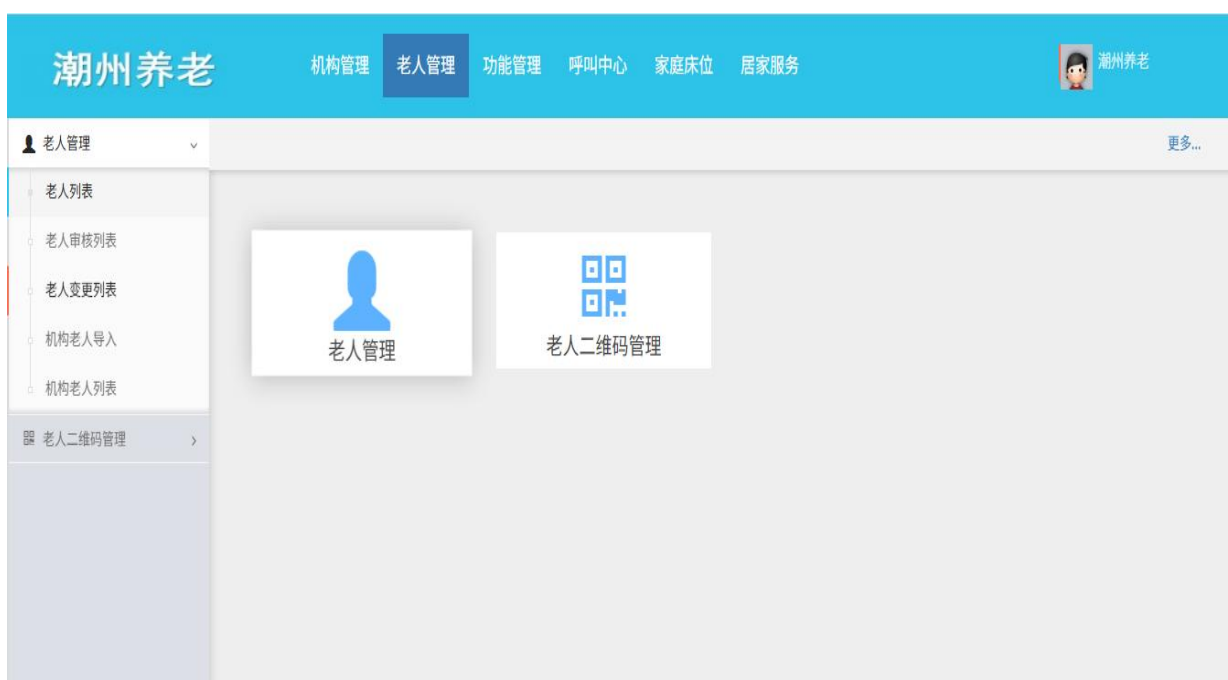 潮州养老
机构管理 老人管理 功能管理 呼叫中心 家庭床位 居家服务
潮州养老
老人管理
更多...
老人列表
老人审核列表
老人变更列表
机构老人导入
机构老人列表
老人二维码管理
老人管理
老人二维码管理